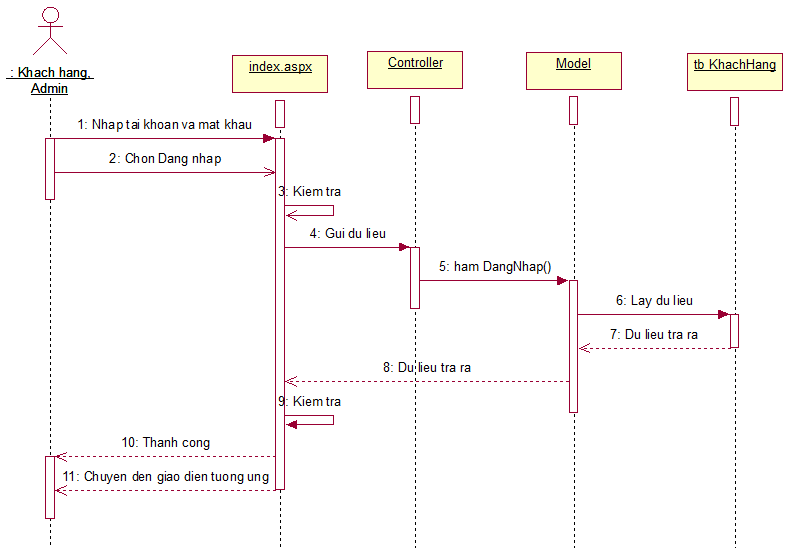 : Khach hang,
Admin
index.aspx
Controller
Model
tb KhachHang
1: Nhap tai khoan va mat khau
2: Chon Dang nhap
3: Kiem tra
4: Gui du lieu
5: ham DangNhap()
6: Lay du lieu
7: Du lieu tra ra
8: Du lieu tra ra
9: Kiem tra
10: Thanh cong
11: Chuyen den giao dien tuong ung